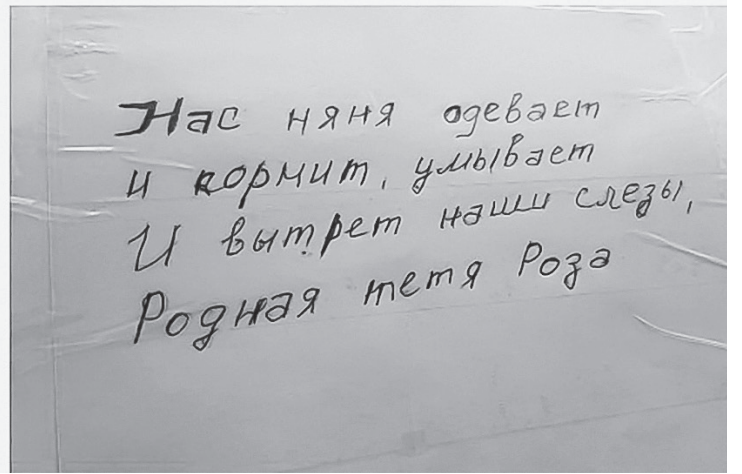 Нас няня одевает
и кормит, умывает
И вытрет наши слезы,
Родная тетя Роза